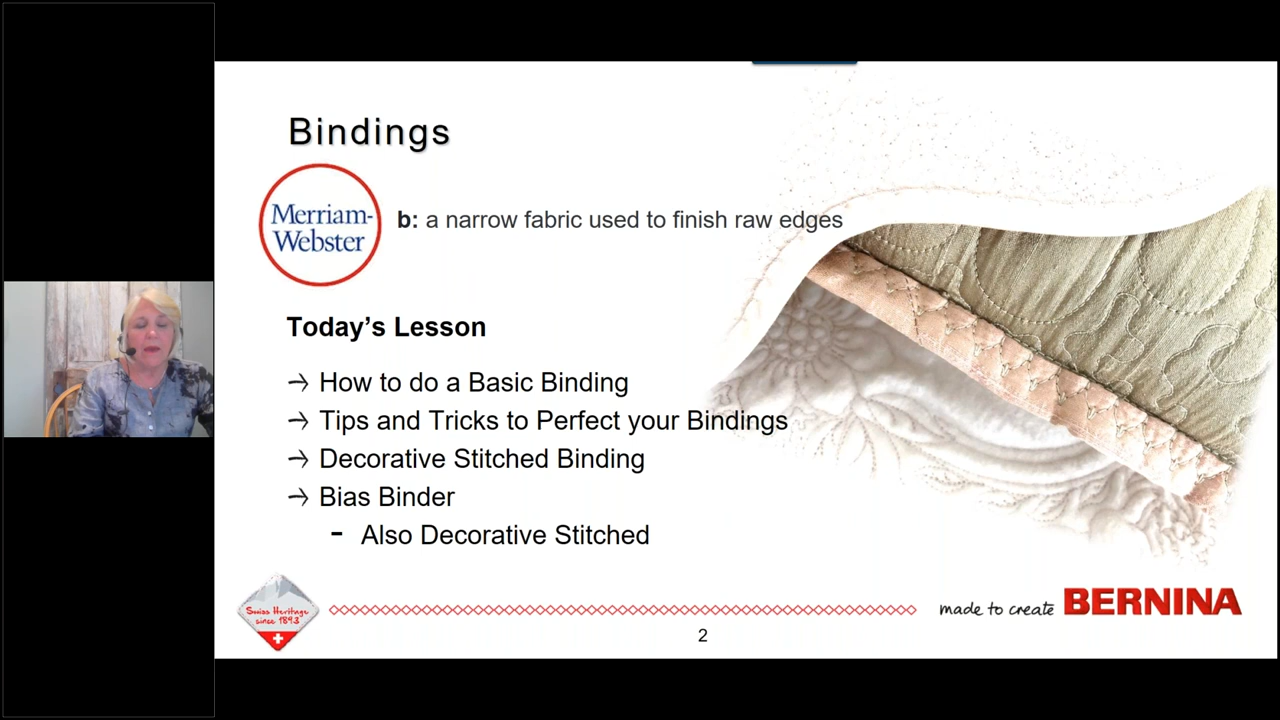 Bindings
Merriam-
Webster
b: a narrow fabric used to finish raw edges
Today’s Lesson
→ How to do a Basic Binding
→ Tips and Tricks to Perfect your Bindings
→ Decorative Stitched Binding
→ Bias Binder
- Also Decorative Stitched
Swiss Heritage
since 1893
made to create BERNINA
2